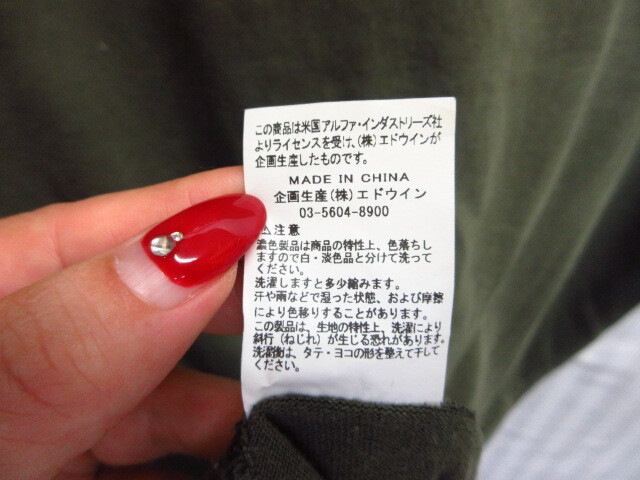 この商品は米国アルファ・インダストリーズ社
よりライセンスを受け、(株)エドウインが
企画生産したものです。
MADE IN CHINA
企画生産(株)エドウイン
03-5604-8900
⚠注意
濃色製品は商品の特性上、色落ちし
ますので白・淡色品と分けて洗って
ください。
洗濯しますと多少縮みます。
汗や雨などで湿った状態、および摩擦
により色移りすることがあります。
この製品は、生地の特性上、洗濯により
斜行(ねじれ)が生じる恐れがあります。
洗濯後は、タテ・ヨコの形を整えて干して
ください。